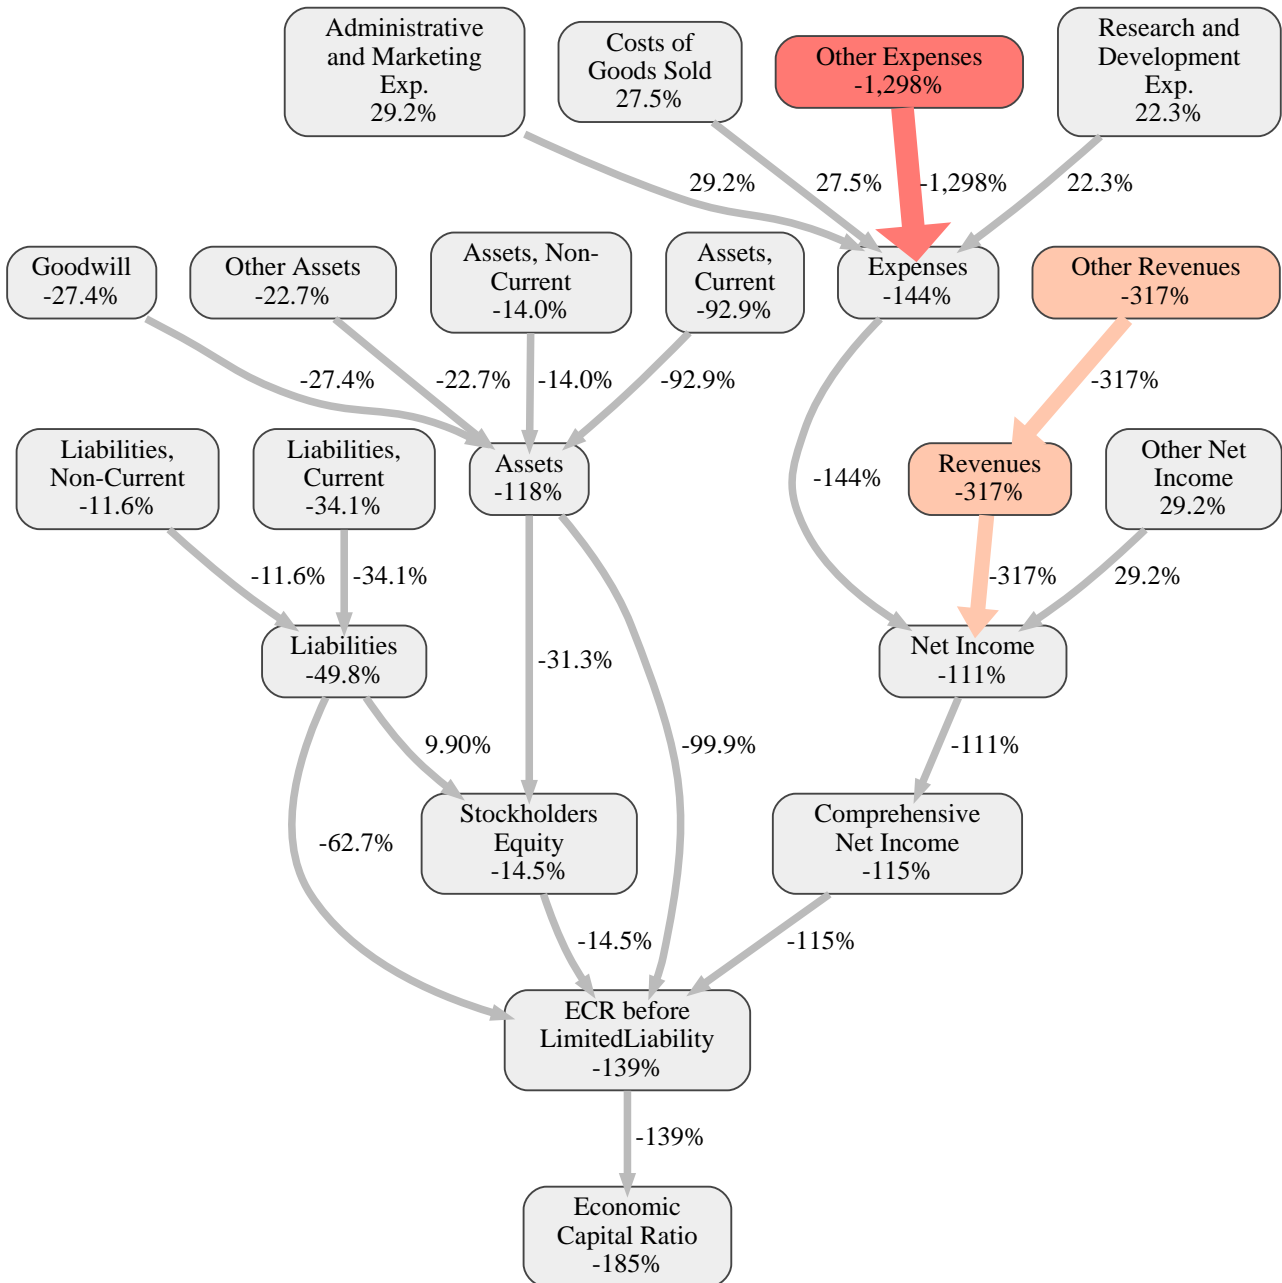 Administrative
and Marketing
Exp.
29.2%
Costs of
Goods Sold
27.5%
Other Expenses
-1,298%
Research and
Development
Exp.
22.3%
29.2%
27.5%
-1,298%
22.3%
Goodwill
-27.4%
Other Assets
-22.7%
Assets, Non-
Current
-14.0%
Assets,
Current
-92.9%
Expenses
-144%
Other Revenues
-317%
-27.4%
-22.7%
-14.0%
-92.9%
-317%
Liabilities,
Non-Current
-11.6%
Liabilities,
Current
-34.1%
Assets
-118%
-144%
Revenues
-317%
Other Net
Income
29.2%
-11.6%
-34.1%
-317%
29.2%
Liabilities
-49.8%
-31.3%
Net Income
-111%
9.90%
-99.9%
-111%
-62.7%
Stockholders
Equity
-14.5%
Comprehensive
Net Income
-115%
-14.5%
-115%
ECR before
LimitedLiability
-139%
-139%
Economic
Capital Ratio
-185%